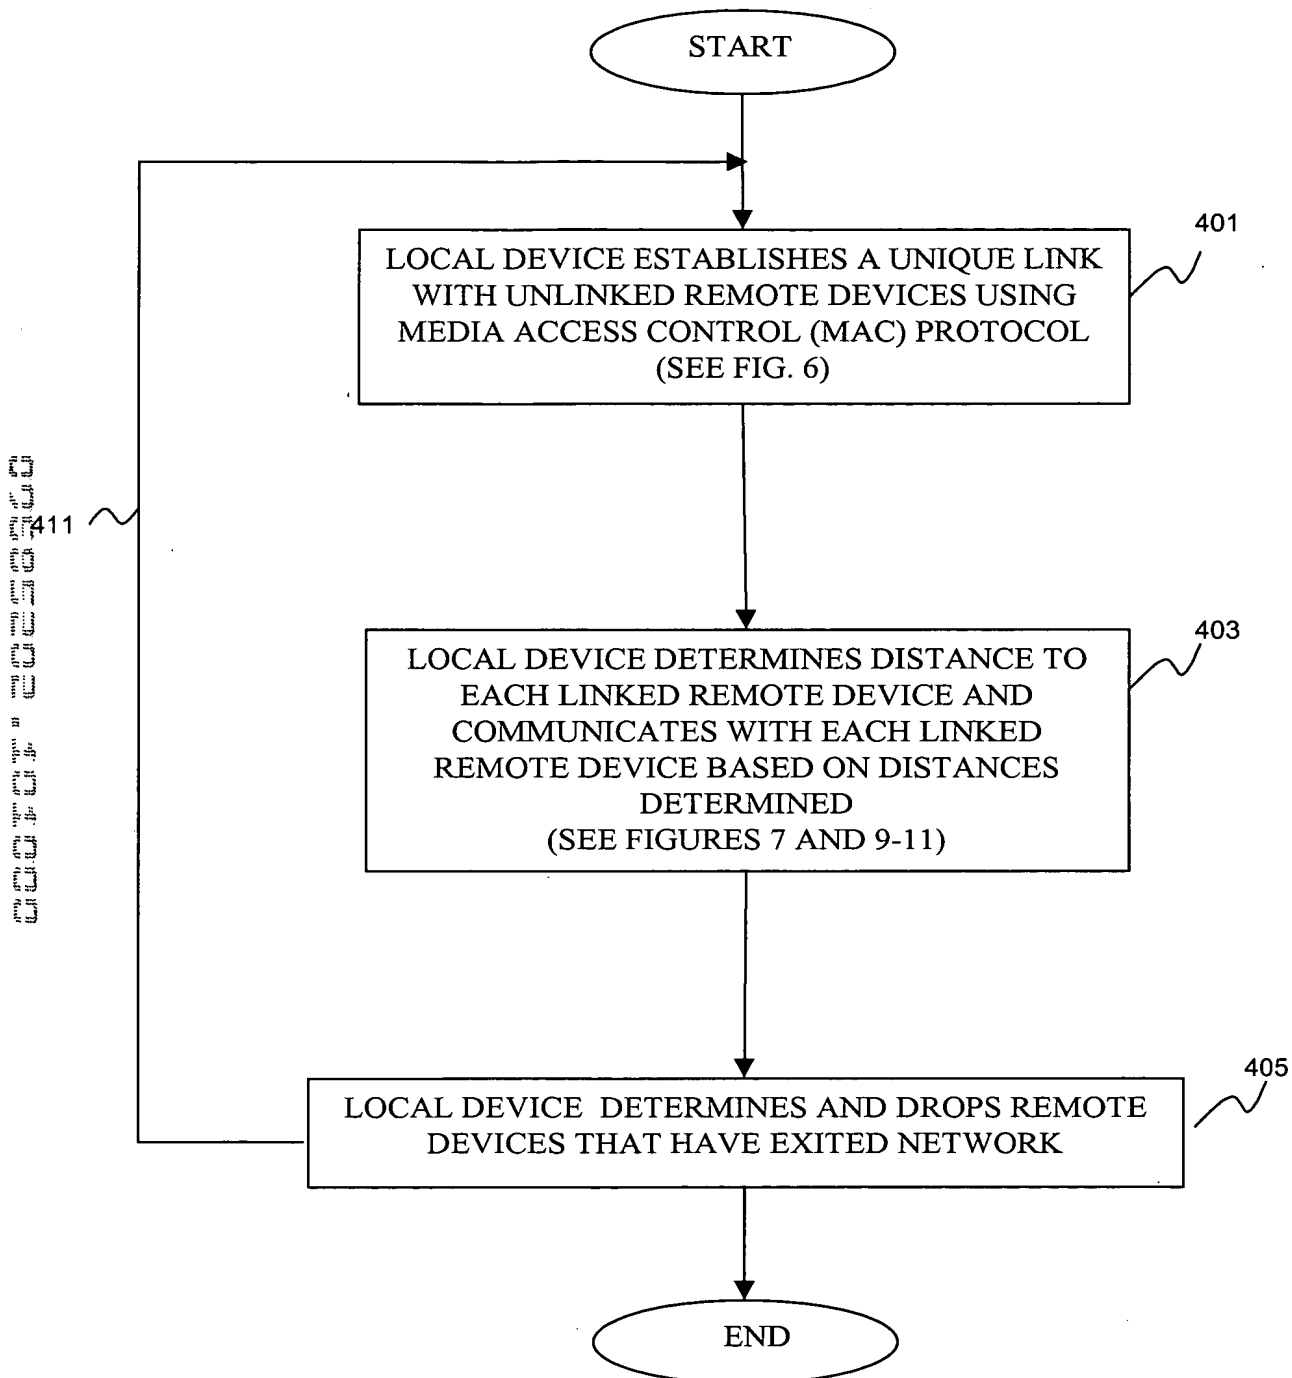 START
401
LOCAL DEVICE ESTABLISHES A UNIQUE LINK
WITH UNLINKED REMOTE DEVICES USING
MEDIA ACCESS CONTROL (MAC) PROTOCOL
(SEE FIG. 6)
411
403
LOCAL DEVICE DETERMINES DISTANCE TO
EACH LINKED REMOTE DEVICE AND
COMMUNICATES WITH EACH LINKED
REMOTE DEVICE BASED ON DISTANCES
DETERMINED
(SEE FIGURES 7 AND 9-11)
405
LOCAL DEVICE DETERMINES AND DROPS REMOTE
DEVICES THAT HAVE EXITED NETWORK
END